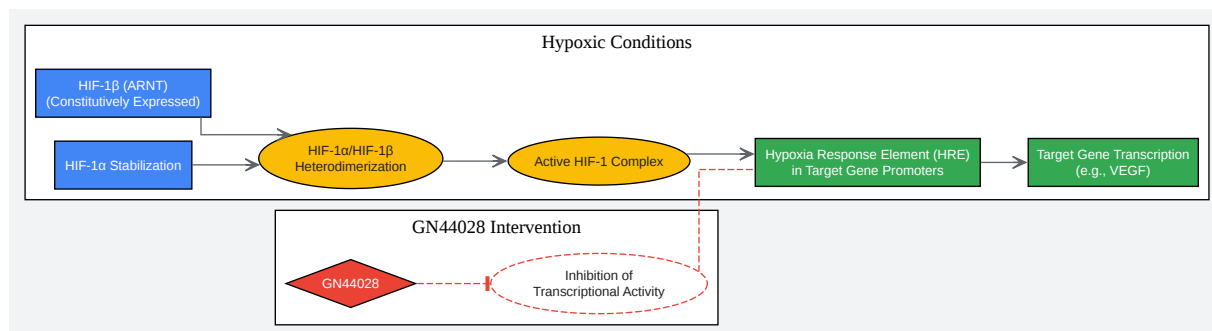 Hypoxic Conditions
HIF-1β (ARNT)
(Constitutively Expressed)
HIF-1α Stabilization
HIF-1α/HIF-1β
Heterodimerization
Active HIF-1 Complex
Hypoxia Response Element (HRE)
in Target Gene Promoters
Target Gene Transcription
(e.g., VEGF)
GN44028 Intervention
GN44028
Inhibition of
Transcriptional Activity